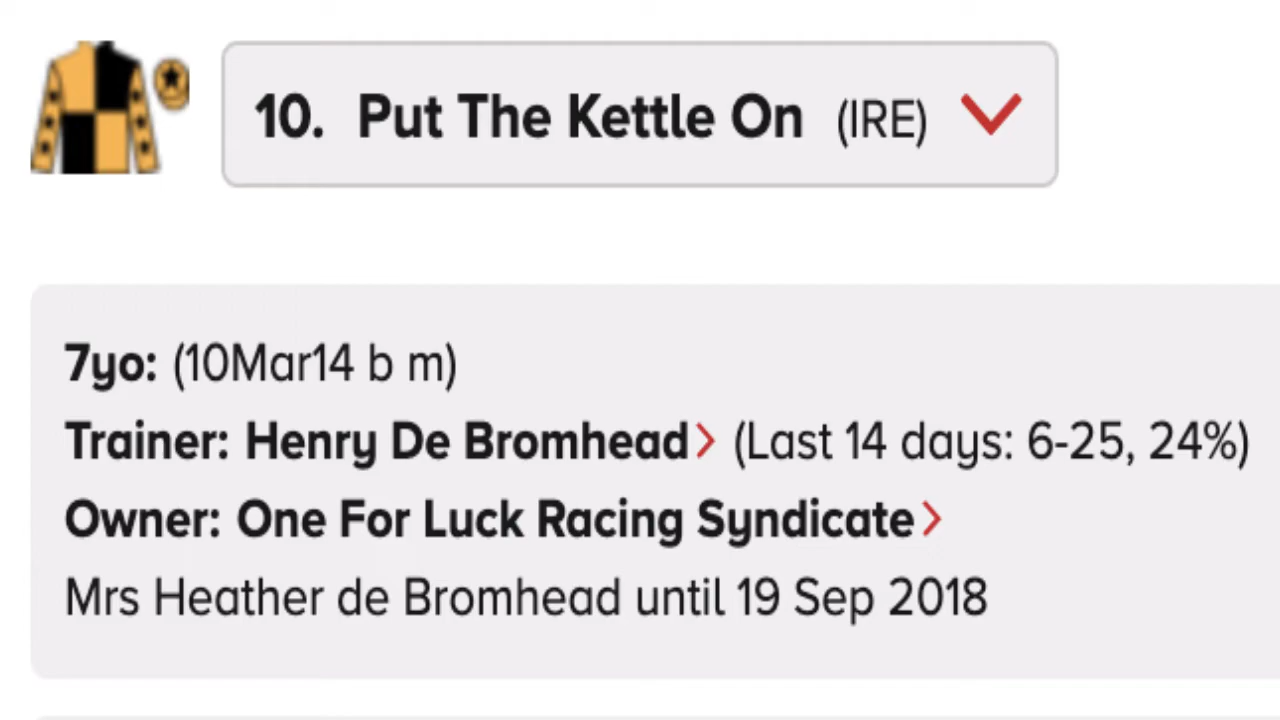 10. Put The Kettle On (IRE)
7yo: (10Mar14 b m)
Trainer: Henry De Bromhead (Last 14 days: 6-25, 24%)
Owner: One For Luck Racing Syndicate
Mrs Heather de Bromhead until 19 Sep 2018